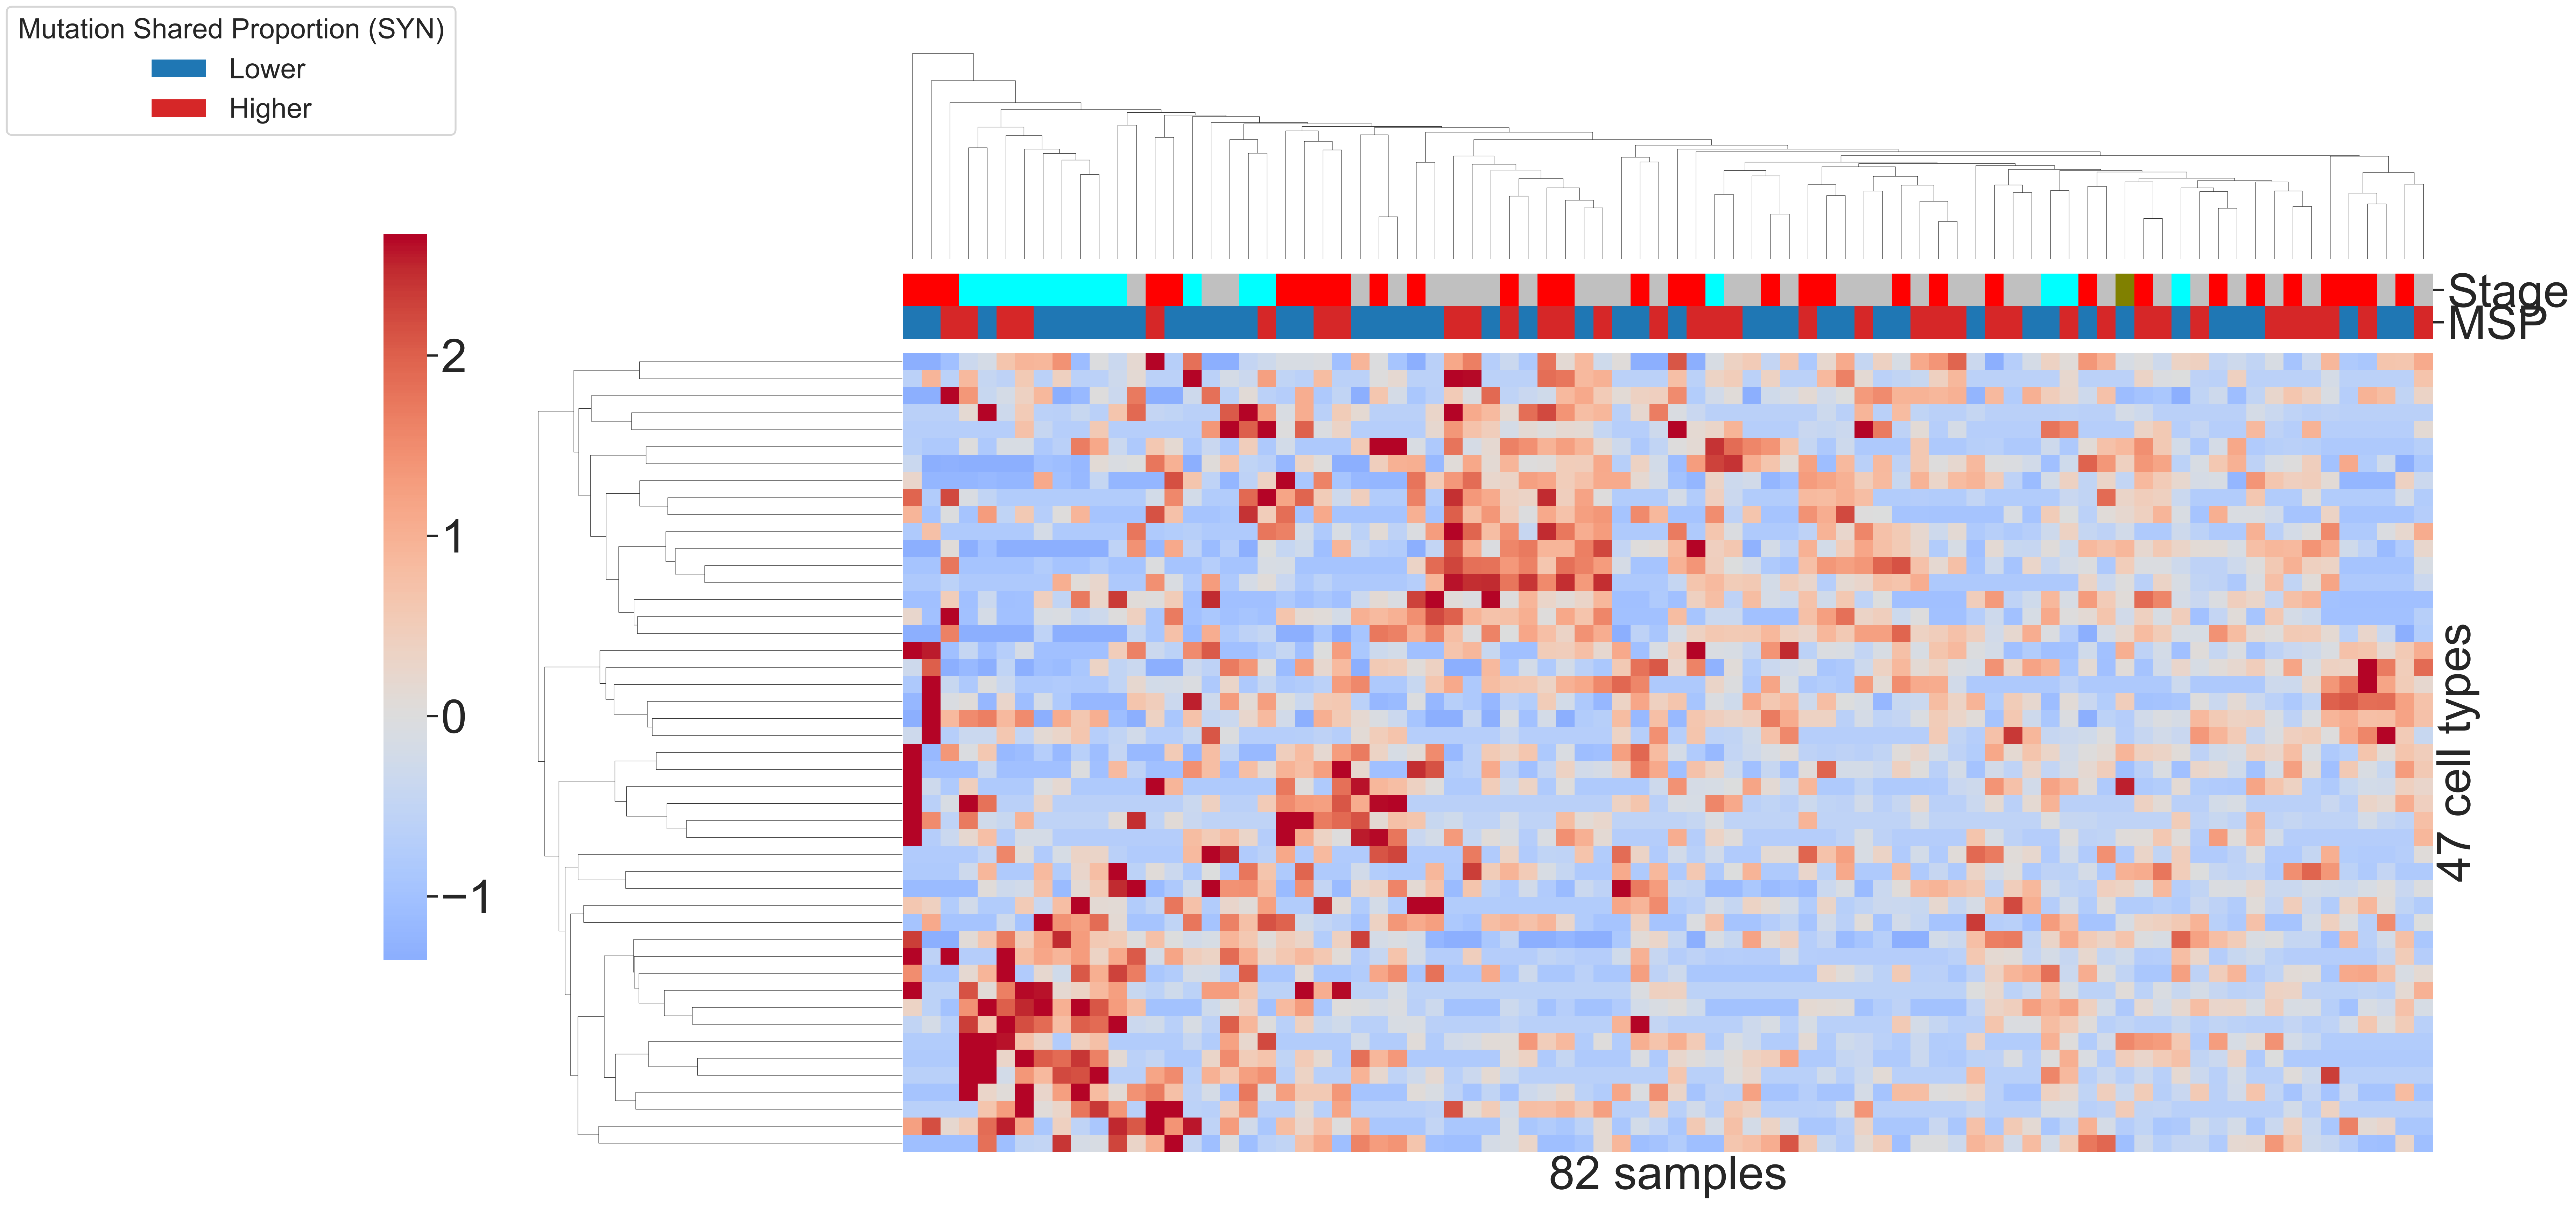 Mutation Shared Proportion (SYN)
Lower
Higher
Stage
MSP
2
1
0
−1
47 cell types
82 samples